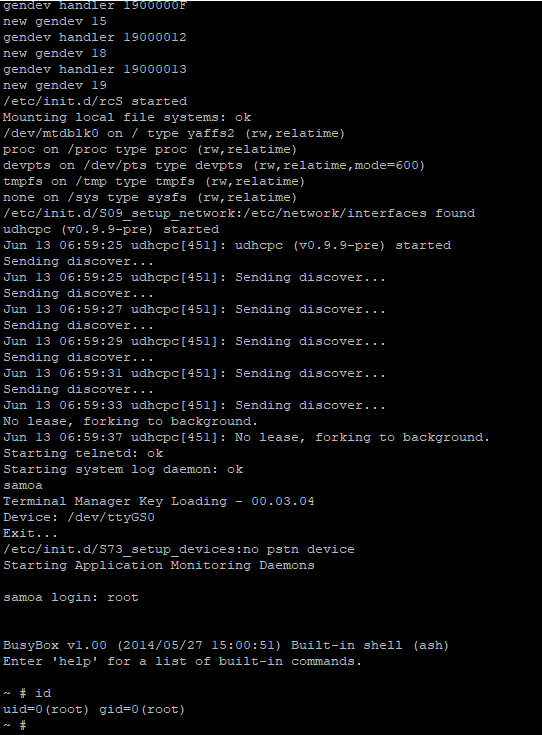 gendev handler 1900000F
new gendev 15
gendev handler 19000012
new gendev 18
gendev handler 19000013
new gendev 19
/etc/init.d/rcS started
Mounting local file systems: ok
/dev/mtdblk0 on / type yaffs2 (rw,relatime)
proc on /proc type proc (rw,relatime)
devpts on /dev/pts type devpts (rw,relatime,mode=600)
tmpfs on /tmp type tmpfs (rw,relatime)
none on /sys type sysfs (rw,relatime)
/etc/init.d/S09_setup_network:/etc/network/interfaces found
udhcpc (v0.9.9-pre) started
Jun 13 06:59:25 udhcpc[451]: udhcpc (v0.9.9-pre) started
Sending discover...
Jun 13 06:59:25 udhcpc[451]: Sending discover...
Sending discover...
Jun 13 06:59:27 udhcpc[451]: Sending discover...
Sending discover...
Jun 13 06:59:29 udhcpc[451]: Sending discover...
Sending discover...
Jun 13 06:59:31 udhcpc[451]: Sending discover...
Sending discover...
Jun 13 06:59:33 udhcpc[451]: Sending discover...
No lease, forking to background.
Jun 13 06:59:37 udhcpc[451]: No lease, forking to background.
Starting telnetd: ok
Starting system log daemon: ok
samoa
Terminal Manager Key Loading - 00.03.04
Device: /dev/ttyGS0
Exit...
/etc/init.d/S73_setup_devices:no pstn device
Starting Application Monitoring Daemons
samoa login: root
BusyBox v1.00 (2014/05/27 15:00:51) Built-in shell (ash)
Enter 'help' for a list of built-in commands.
~ # id
uid=0(root) gid=0(root)
~ #